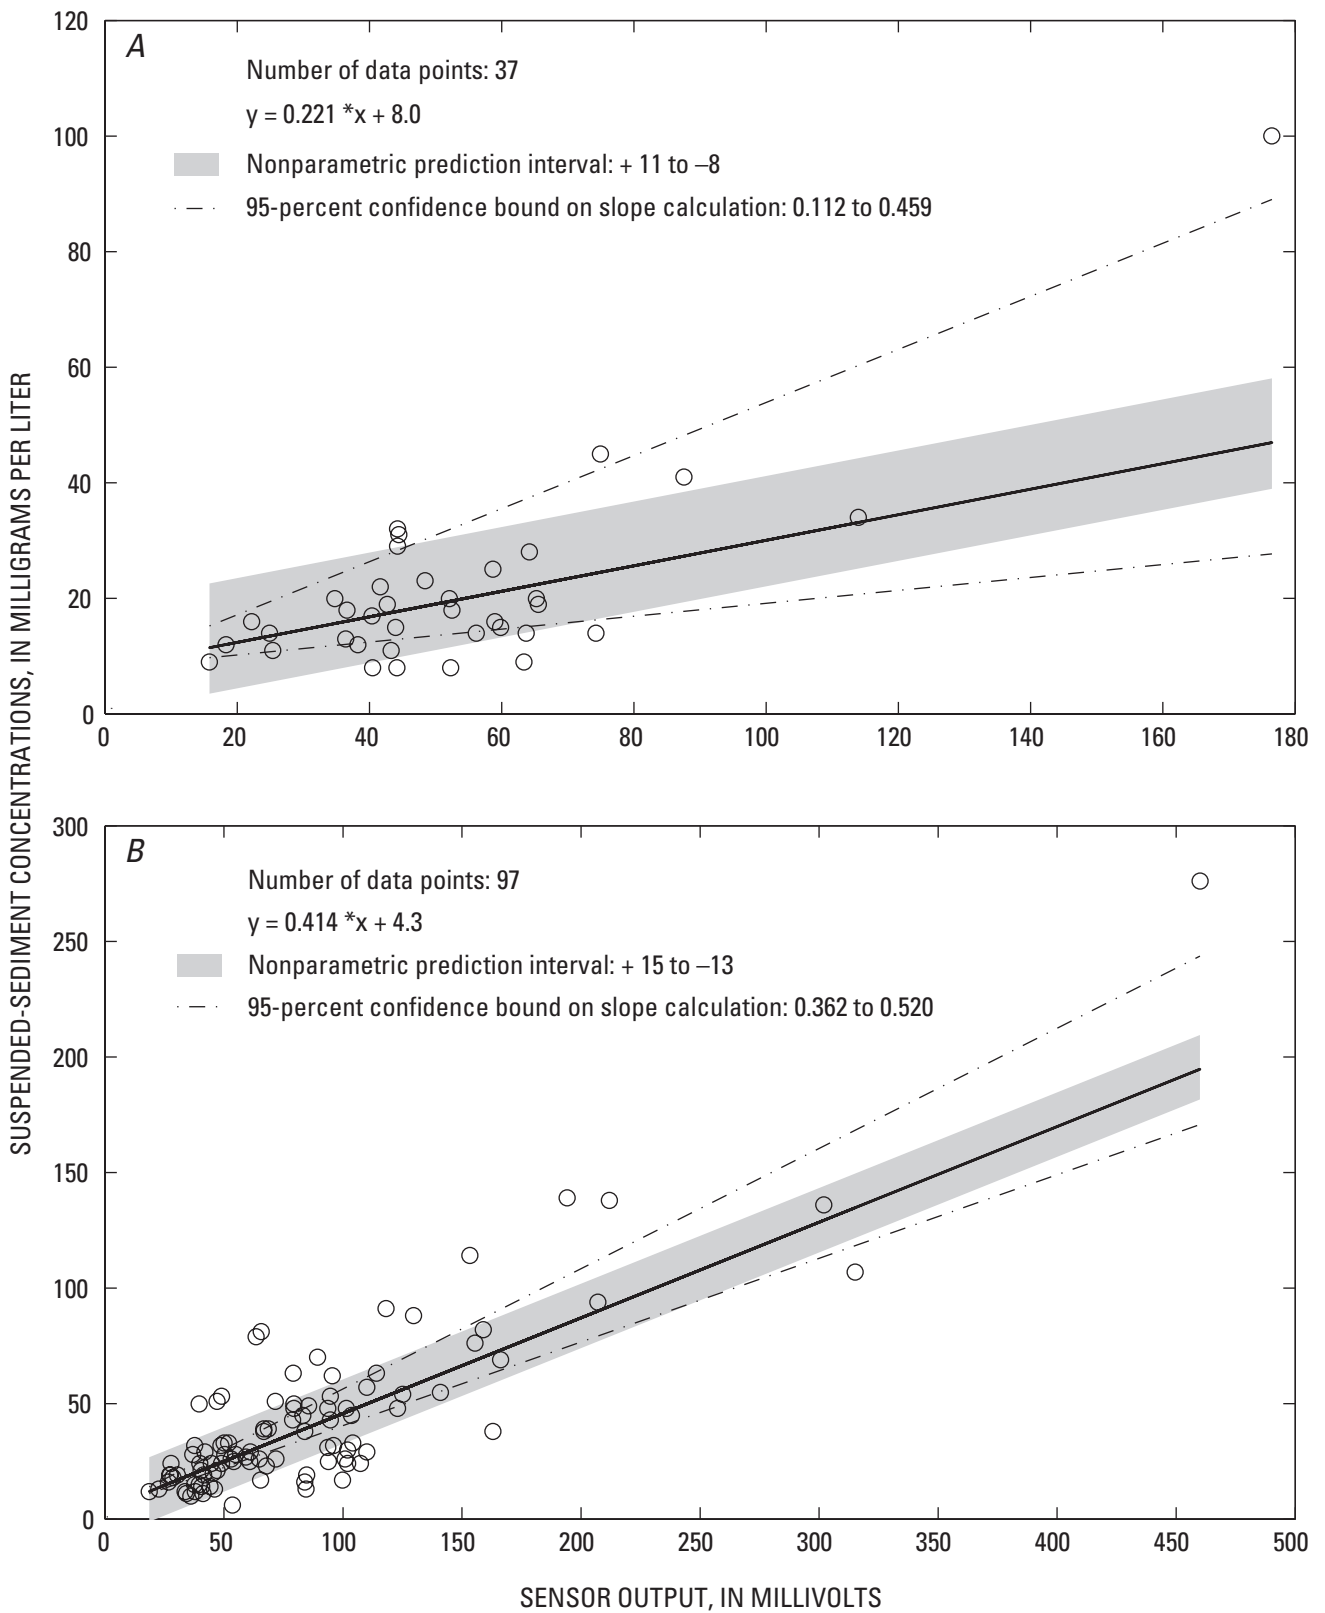 SUSPENDED-SEDIMENT CONCENTRATIONS, IN MILLIGRAMS PER LITER
A
Number of data points: 37
y = 0.221 *x + 8.0
Nonparametric prediction interval: + 11 to –8
95-percent confidence bound on slope calculation: 0.112 to 0.459
120
100
80
60
40
20
0
0 20 40 60 80 100 120 140 160 180
B
Number of data points: 97
y = 0.414 *x + 4.3
Nonparametric prediction interval: + 15 to –13
95-percent confidence bound on slope calculation: 0.362 to 0.520
300
250
200
150
100
50
0
0 50 100 150 200 250 300 350 400 450 500
SENSOR OUTPUT, IN MILLIVOLTS